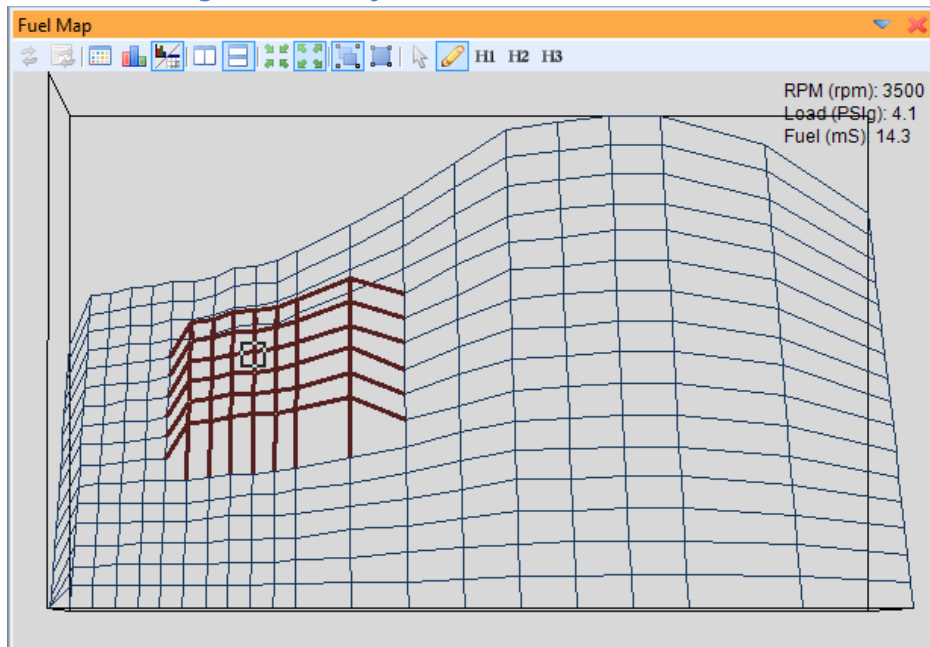 Fuel Map
H1 H2 H3
RPM (rpm): 3500
Load (PSIg): 4.1
Fuel (mS): 14.3